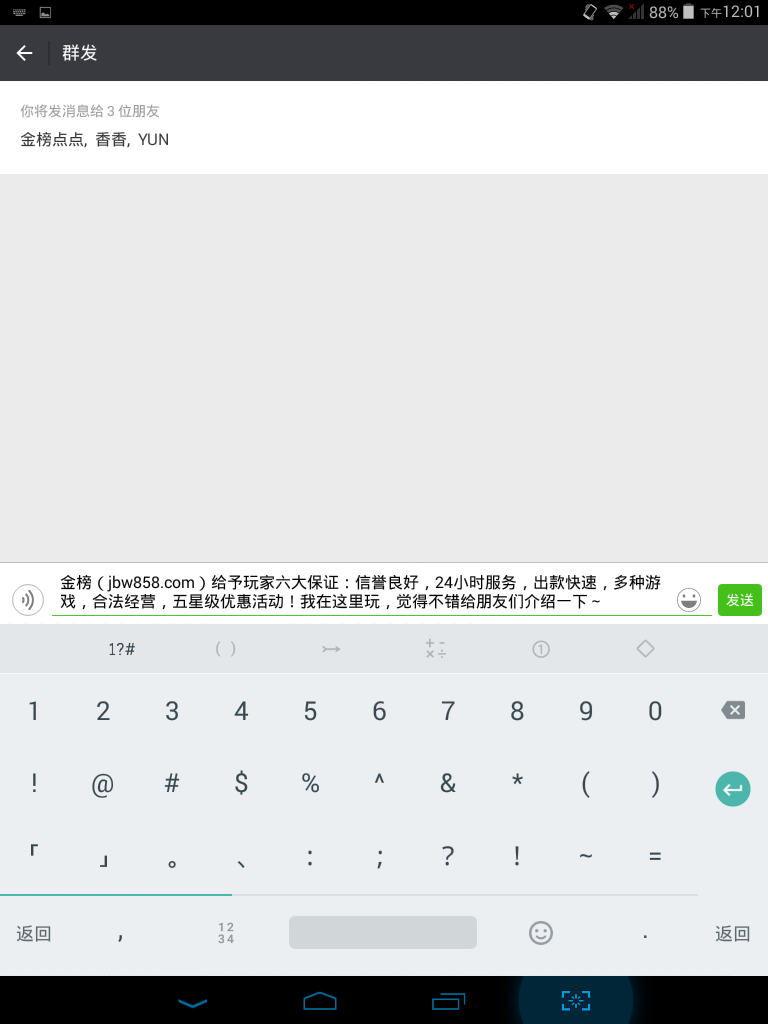 88% 下午12:01
群发
你将发消息给 3 位朋友
金榜点点, 香香, YUN
金榜（jbw858.com）给予玩家六大保证：信誉良好，24小时服务，出款快速，多种游
戏，合法经营，五星级优惠活动！我在这里玩，觉得不错给朋友们介绍一下～
发送
1?# ( ) + - × ÷ 1
1 2 3 4 5 6 7 8 9 0
! @ # $ % ^ & * ( )
「 」 。 、 : ; ? ! ~ =
返回 , 1 2 3 4 . 返回